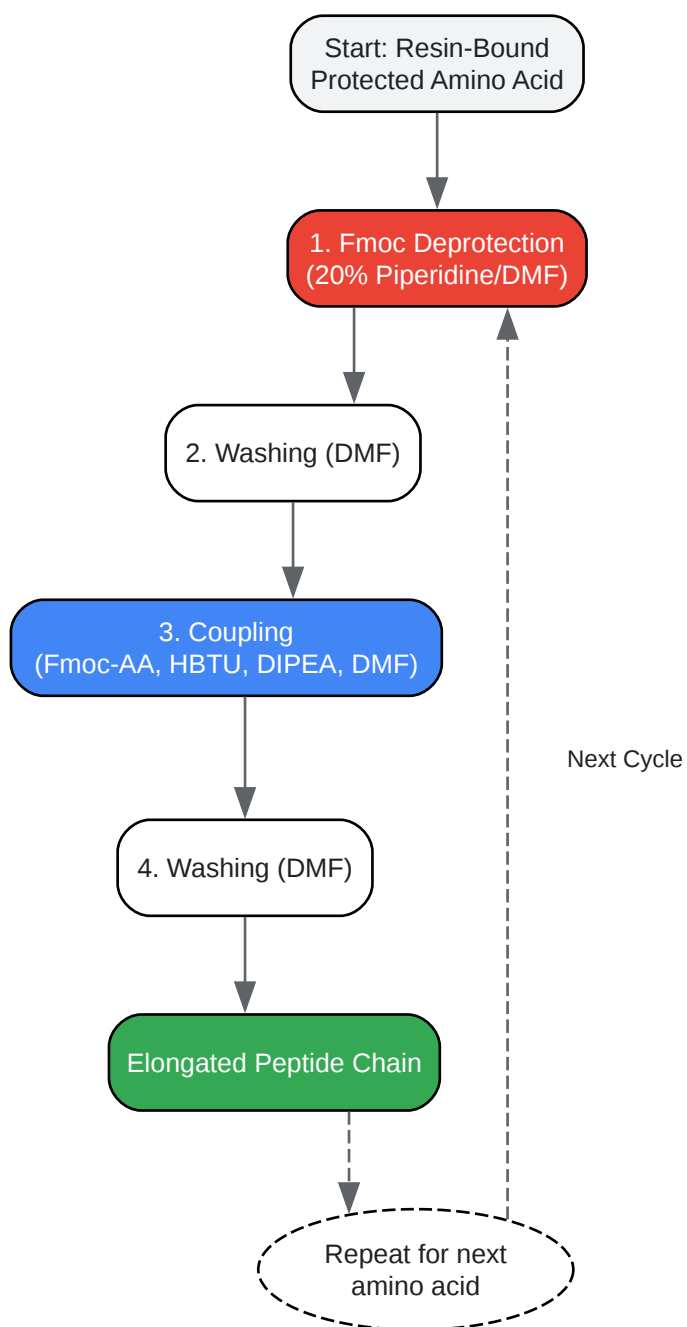 Start: Resin-Bound
Protected Amino Acid
1. Fmoc Deprotection
(20% Piperidine/DMF)
2. Washing (DMF)
3. Coupling
(Fmoc-AA, HBTU, DIPEA, DMF)
Next Cycle
4. Washing (DMF)
Elongated Peptide Chain
Repeat for next
amino acid